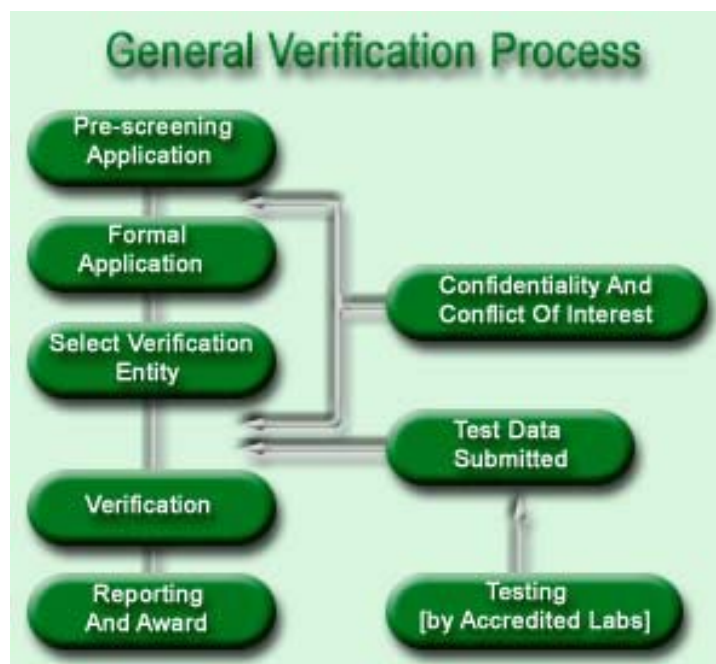 General Verification Process
Pre-screening
Application
Formal
Application
Select Verification
Entity
Verification
Reporting
And Award
Confidentiality And
Conflict Of Interest
Test Data
Submitted
Testing
[by Accredited Labs]